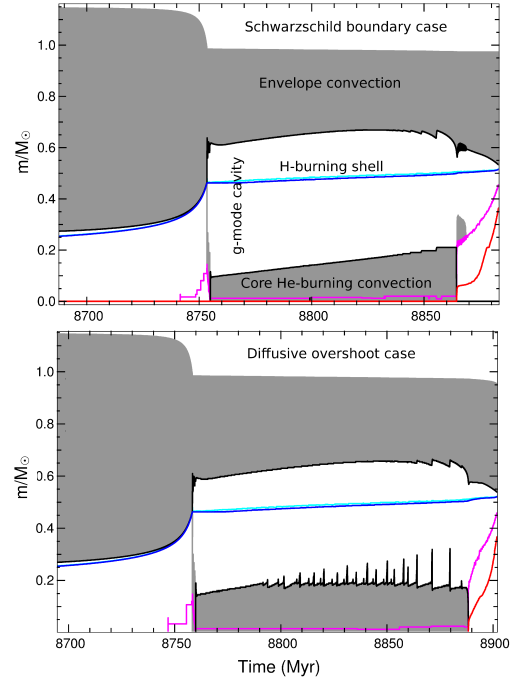 Schwarzschild boundary case
1.0
Envelope convection
0.8
m/M☉
0.6
H-burning shell
g-mode cavity
0.4
0.2
Core He-burning convection
0.0
8700 8750 8800 8850
Diffusive overshoot case
1.0
0.8
m/M☉
0.6
0.4
0.2
8700 8750 8800 8850 8900
Time (Myr)